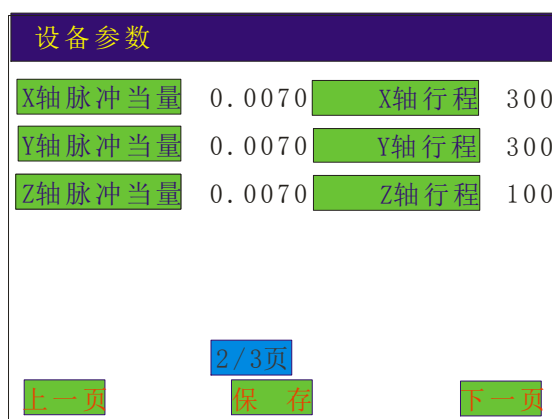 设备参数
X轴脉冲当量 0.0070 X轴行程 300
Y轴脉冲当量 0.0070 Y轴行程 300
Z轴脉冲当量 0.0070 Z轴行程 100
2/3页
上一页 保 存 下一页